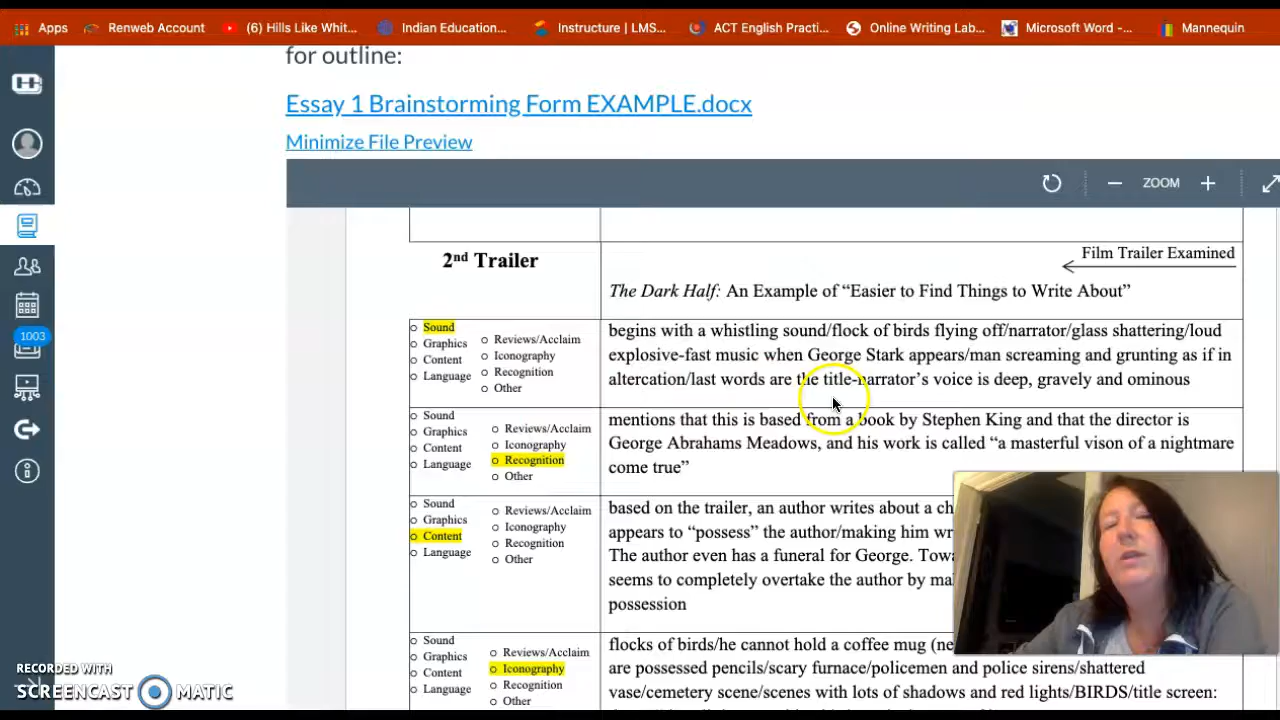 Apps Renweb Account (6) Hills Like Whit... Indian Education... Instructure | LMS... ACT English Practi... Online Writing Lab... Microsoft Word -... Mannequin
for outline:
Essay 1 Brainstorming Form EXAMPLE.docx
Minimize File Preview
ZOOM
2nd Trailer
Film Trailer Examined
The Dark Half: An Example of “Easier to Find Things to Write About”
Sound
Graphics
Content
Language
Reviews/Acclaim
Iconography
Recognition
Other
begins with a whistling sound/flock of birds flying off/narrator/glass shattering/loud
explosive-fast music when George Stark appears/man screaming and grunting as if in
altercation/last words are the title-narrator’s voice is deep, gravely and ominous
Sound
Graphics
Content
Language
Reviews/Acclaim
Iconography
Recognition
Other
mentions that this is based from a book by Stephen King and that the director is
George Abrahams Meadows, and his work is called “a masterful vison of a nightmare
come true”
Sound
Graphics
Content
Language
Reviews/Acclaim
Iconography
Recognition
Other
based on the trailer, an author writes about a ch
appears to “possess” the author/making him wr
The author even has a funeral for George. Towa
seems to completely overtake the author by mal
possession
Sound
Graphics
Content
Language
Reviews/Acclaim
Iconography
Recognition
Other
flocks of birds/he cannot hold a coffee mug (ne
are possessed pencils/scary furnace/policemen and police sirens/shattered
vase/cemetery scene/scenes with lots of shadows and red lights/BIRDS/title screen:
1003
RECORDED WITH
SCREENCAST MATIC